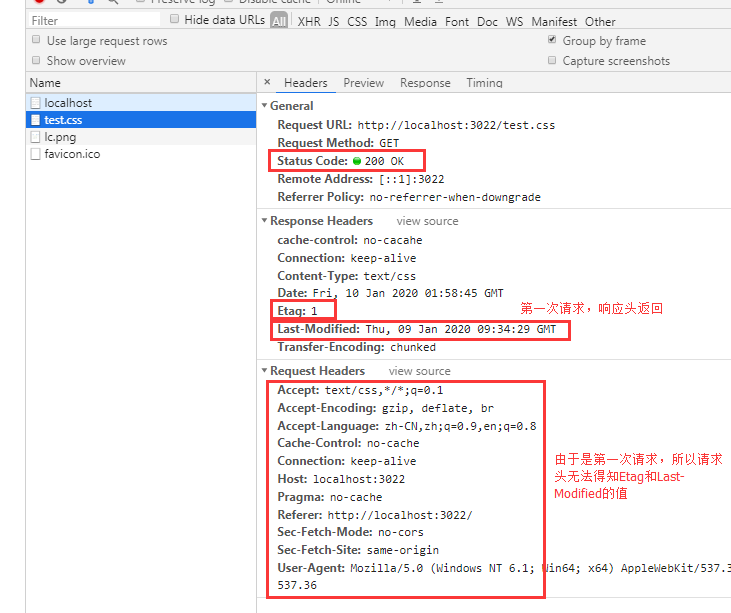 Preserve log Disable cache Online
Filter Hide data URLs All XHR JS CSS Img Media Font Doc WS Manifest Other
Use large request rows Group by frame
Show overview Capture screenshots
Name × Headers Preview Response Timing
localhost
test.css
lc.png
favicon.ico
General
Request URL: http://localhost:3022/test.css
Request Method: GET
Status Code: 200 OK
Remote Address: [::1]:3022
Referrer Policy: no-referrer-when-downgrade
Response Headers view source
cache-control: no-cacahe
Connection: keep-alive
Content-Type: text/css
Date: Fri, 10 Jan 2020 01:58:45 GMT
Etag: 1
第一次请求，响应头返回
Last-Modified: Thu, 09 Jan 2020 09:34:29 GMT
Transfer-Encoding: chunked
Request Headers view source
Accept: text/css,*/*;q=0.1
Accept-Encoding: gzip, deflate, br
Accept-Language: zh-CN,zh;q=0.9,en;q=0.8
Cache-Control: no-cache
Connection: keep-alive
Host: localhost:3022
Pragma: no-cache
Referer: http://localhost:3022/
Sec-Fetch-Mode: no-cors
Sec-Fetch-Site: same-origin
User-Agent: Mozilla/5.0 (Windows NT 6.1; Win64; x64) AppleWebKit/537.3
537.36
由于是第一次请求，所以请求
头无法得知Etag和Last-
Modified的值